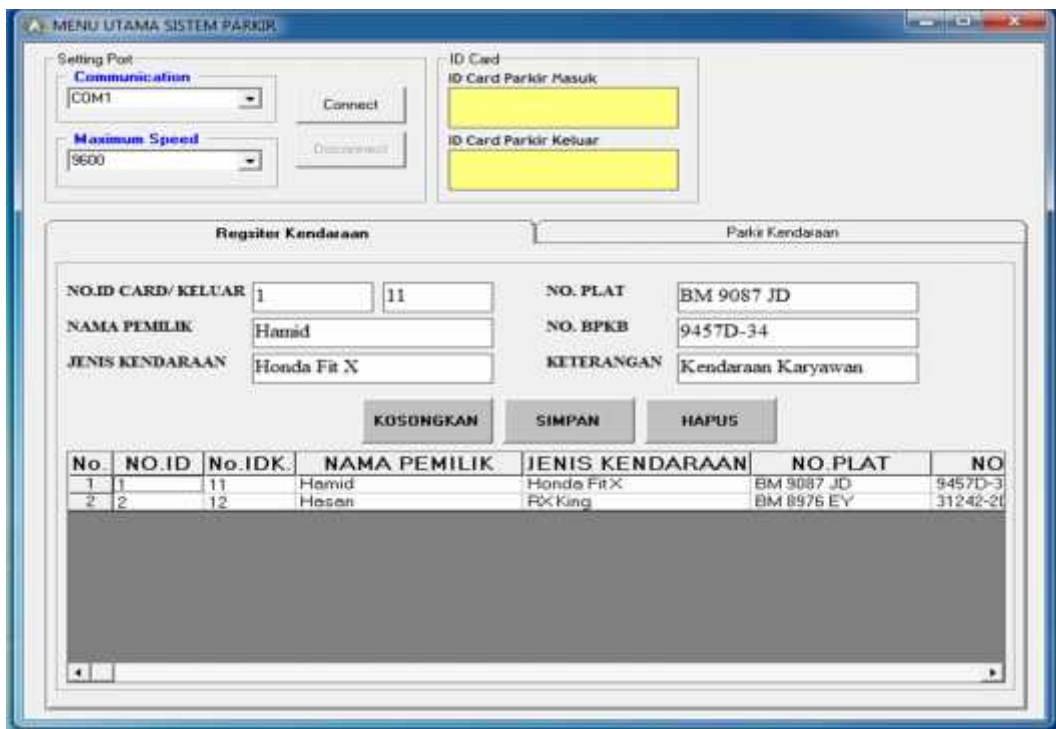 MENU UTAMA SISTEM PARKIR
Setting Port
Communication
COM1
Connect
Maximum Speed
9600
Disconnect
ID Card
ID Card Parkir Masuk
ID Card Parkir Keluar
Regsiter Kendaraan
Parkir Kendaraan
NO.ID CARD/ KELUAR 1 11
NO. PLAT BM 9087 JD
NAMA PEMILIK Hamid
NO. BPKB 9457D-34
JENIS KENDARAAN Honda Fit X
KETERANGAN Kendaraan Karyawan
KOSONGKAN SIMPAN HAPUS
No. NO.ID No.IDK. NAMA PEMILIK JENIS KENDARAAN NO.PLAT NO
1 1 11 Hamid Honda Fit X BM 9087 JD 9457D-3
2 2 12 Hasan RX King BM 8976 EY 31242-2